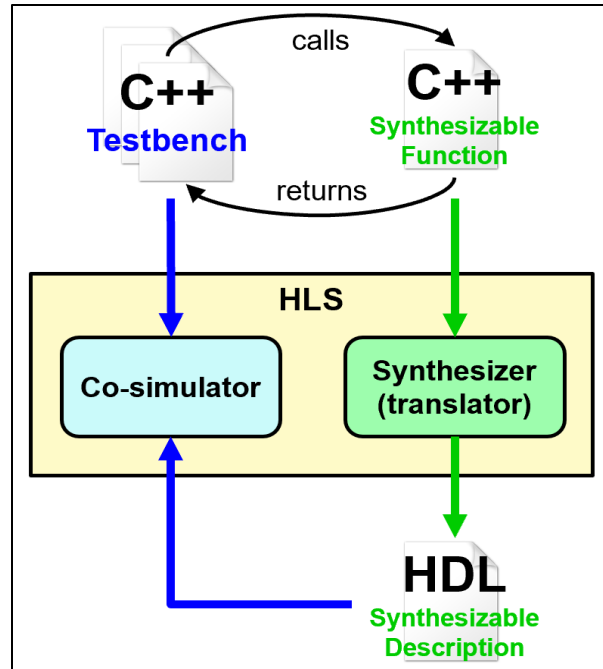 calls
C++
Testbench
C++
Synthesizable
Function
returns
HLS
Co-simulator
Synthesizer
(translator)
HDL
Synthesizable
Description